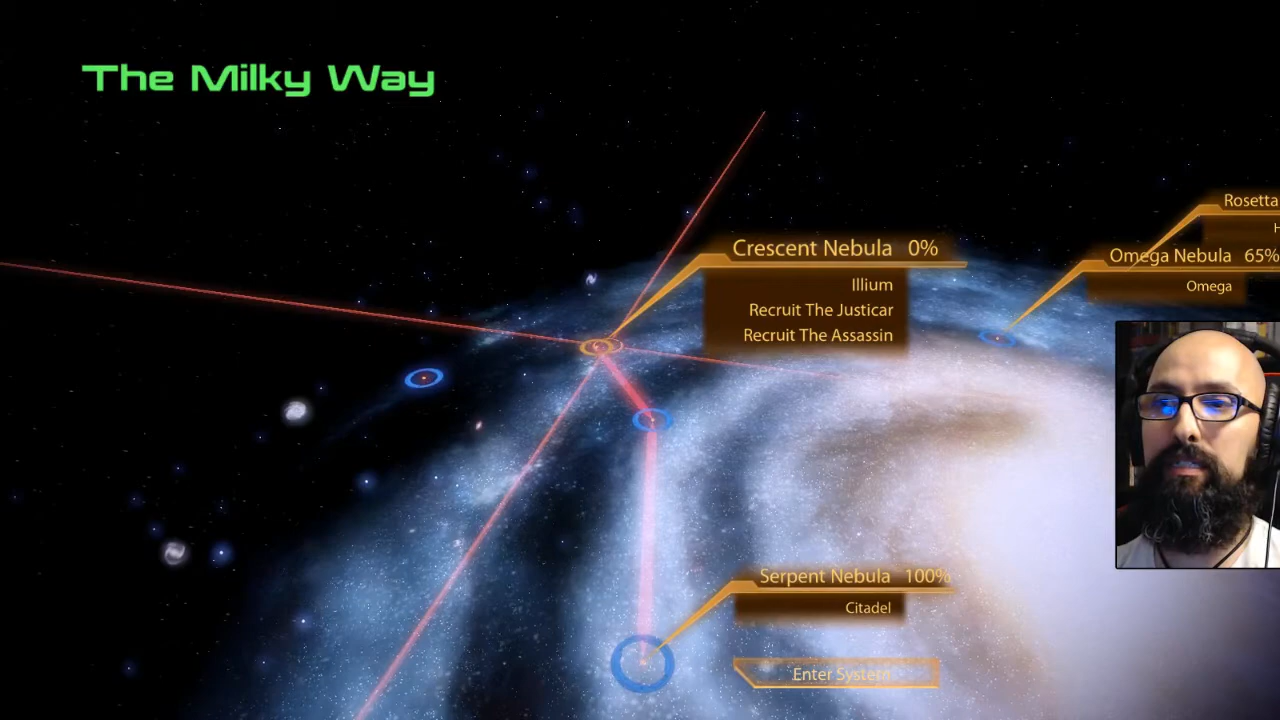 The Milky Way
Rosetta
H
Crescent Nebula 0%
Omega Nebula 65%
Illium
Omega
Recruit The Justicar
Recruit The Assassin
Serpent Nebula 100%
Citadel
Enter System